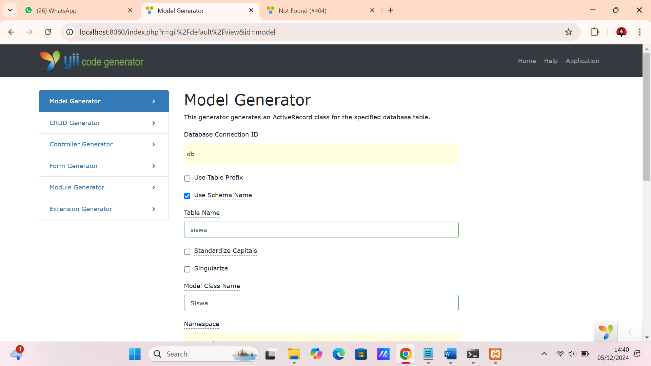 (26) WhatsApp
Model Generator
Not Found (#404)
localhost:8080/index.php?r=gii%2Fdefault%2Fview&id=model
yii code generator
Home Help Application
Model Generator
CRUD Generator
Controller Generator
Form Generator
Module Generator
Extension Generator
Model Generator
This generator generates an ActiveRecord class for the specified database table.
Database Connection ID
db
Use Table Prefix
Use Schema Name
Table Name
siswa
Standardize Capitals
Singularize
Model Class Name
Siswa
Namespace
1
Search
14:40
05/12/2024